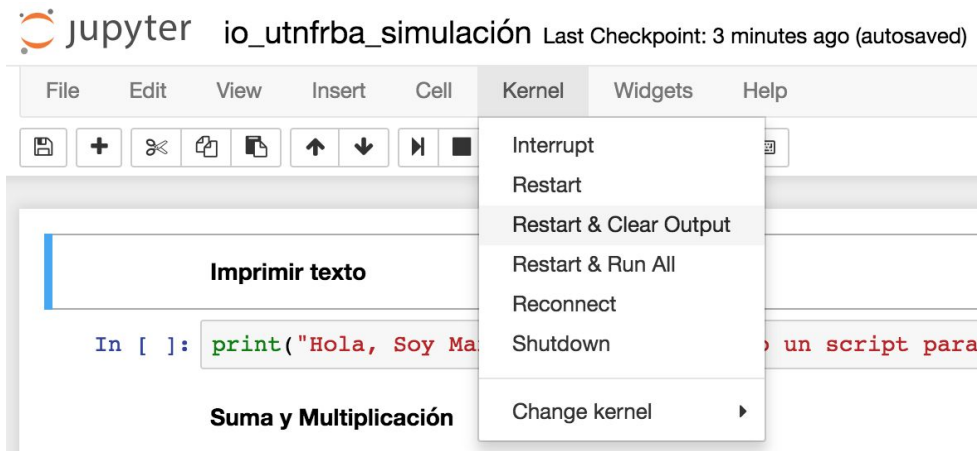 jupyter io_utnfrba_simulación Last Checkpoint: 3 minutes ago (autosaved)
File Edit View Insert Cell Kernel Widgets Help
Interrupt
Restart
Restart & Clear Output
Restart & Run All
Reconnect
Shutdown
Change kernel
Imprimir texto
In [ ]: print("Hola, Soy un script para
Suma y Multiplicación